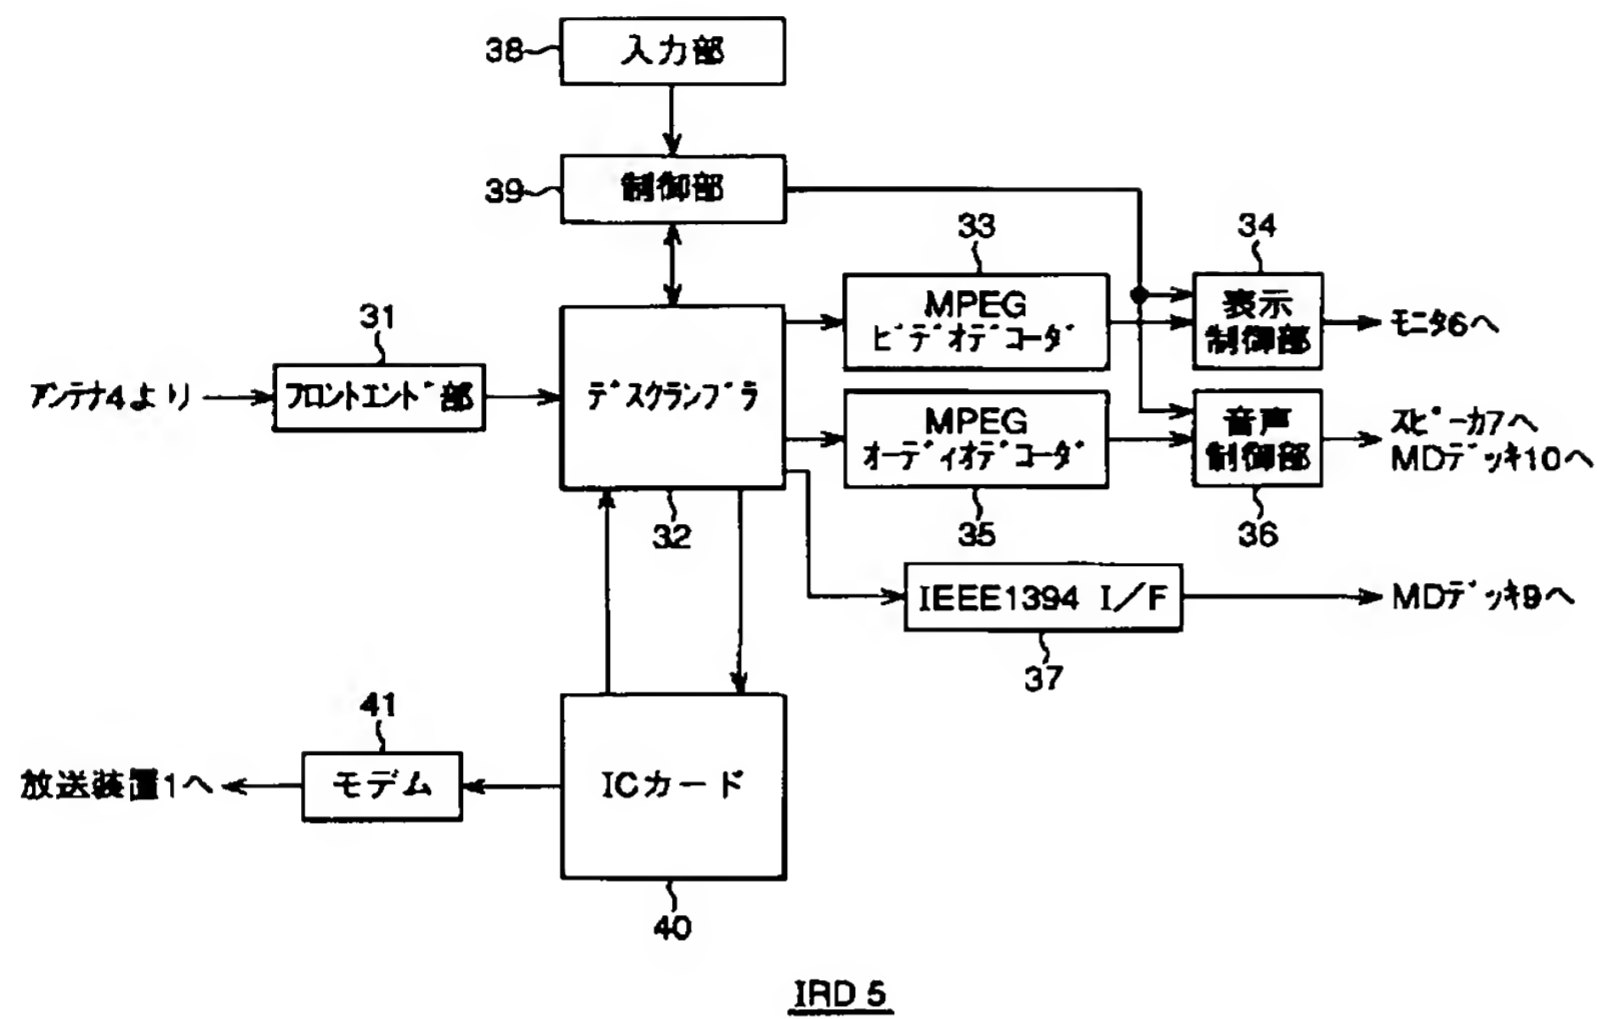 38
入力部
39
制御部
33
34
31
MPEG
ビデオデコーダ
表示
制御部
モニタ6へ
アンテナ4より
フロントエンド部
デスクランブラ
MPEG
オーディオデコーダ
音声
制御部
スピーカ7へ
MDデッキ10へ
32
35
36
IEEE1394 I/F
MDデッキ9へ
37
41
放送装置1へ
モデム
ICカード
40
IRD 5